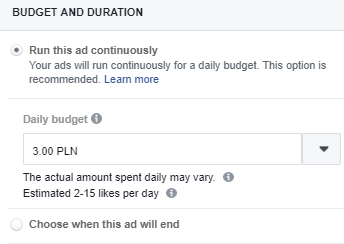 BUDGET AND DURATION
Run this ad continuously
Your ads will run continuously for a daily budget. This option is
recommended. Learn more
Daily budget
3.00 PLN
The actual amount spent daily may vary.
Estimated 2-15 likes per day
Choose when this ad will end